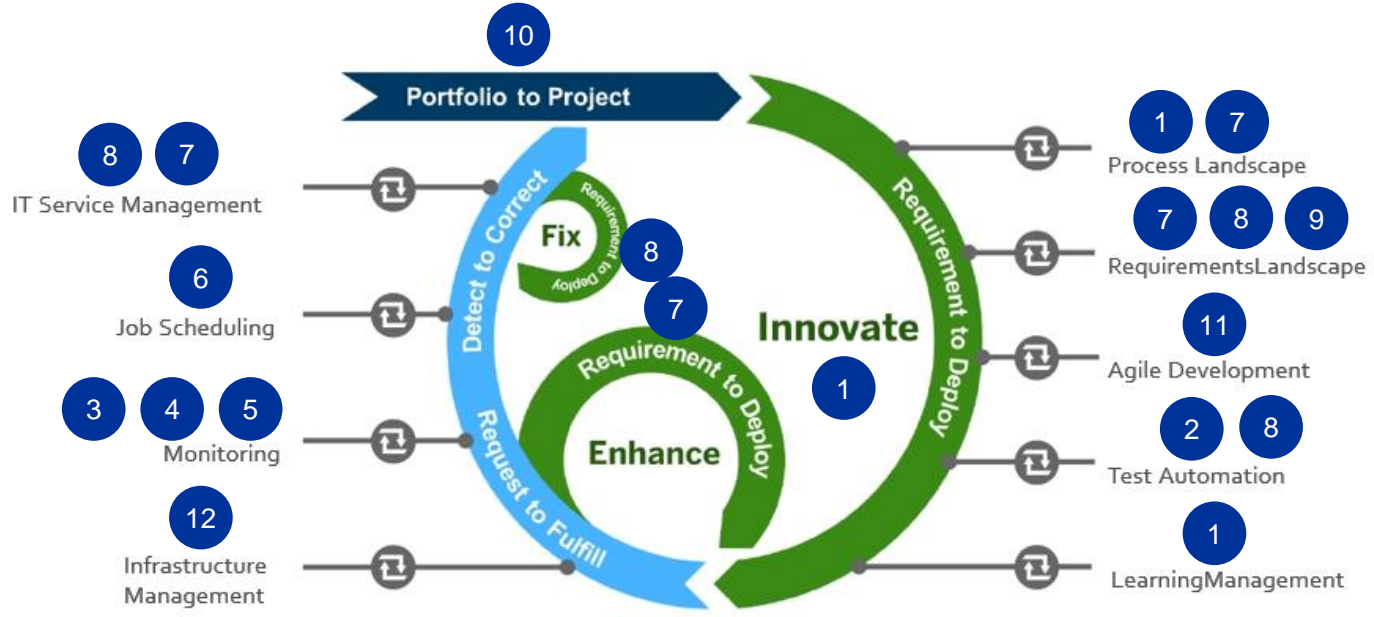 10
Portfolio to Project
8 7
IT Service Management
6
Job Scheduling
3 4 5
Monitoring
12
Infrastructure
Management
Detect to Correct
Request to Fulfill
Fix
Requirement to Deploy
8
7
Enhance
Requirement to Deploy
Innovate
1
Requirement to Deploy
1 7
Process Landscape
7 8 9
RequirementsLandscape
11
Agile Development
2 8
Test Automation
1
LearningManagement